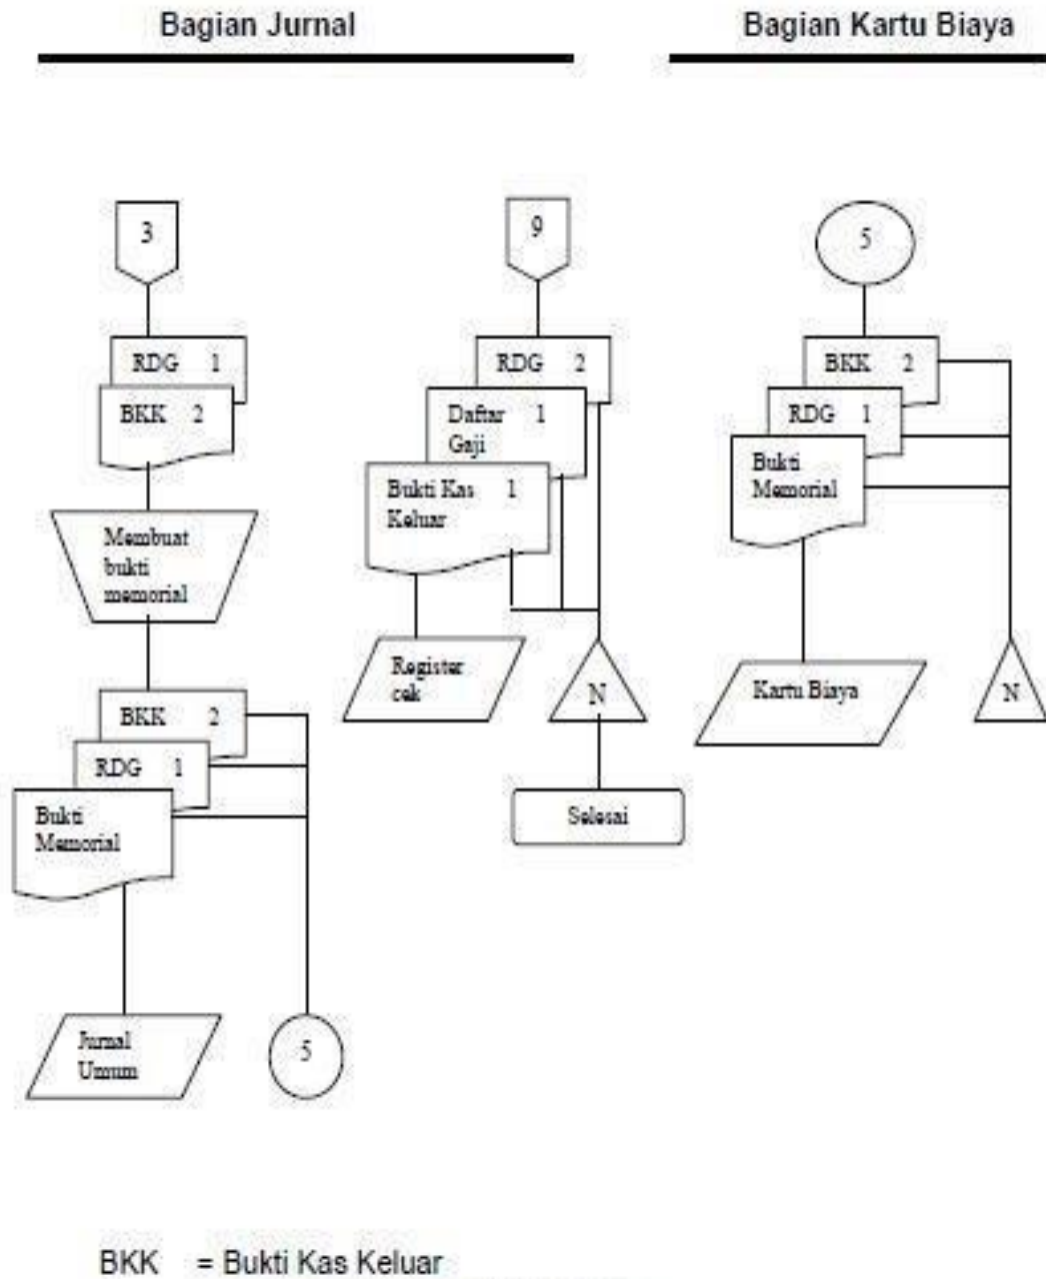 Bagian Jurnal
Bagian Kartu Biaya
3
RDG 1
BKK 2
Membuat
bukti
memorial
BKK 2
RDG 1
Bukti
Memorial
Jurnal
Umum
5
9
RDG 2
Daftar 1
Gaji
Bukti Kas 1
Keluar
Register
cek
N
Selesai
5
BKK 2
RDG 1
Bukti
Memorial
Kartu Biaya
N
BKK = Bukti Kas Keluar